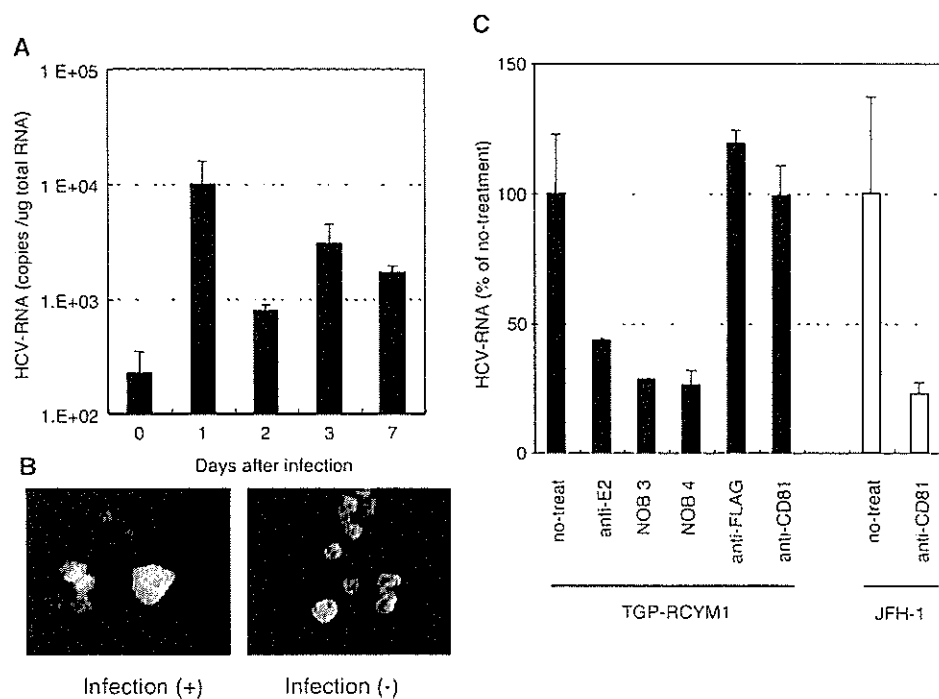 A
1 E+05
1.E+04
1.E+03
1.E+02
HCV-RNA (copies /ug total RNA)
0 1 2 3 7
Days after infection
B
Infection (+) Infection (-)
C
150
100
50
0
HCV-RNA (% of no-treatment)
no-treat anti-E2 NOB 3 NOB 4 anti-FLAG anti-CD81 no-treat anti-CD81
TGP-RCYM1 JFH-1